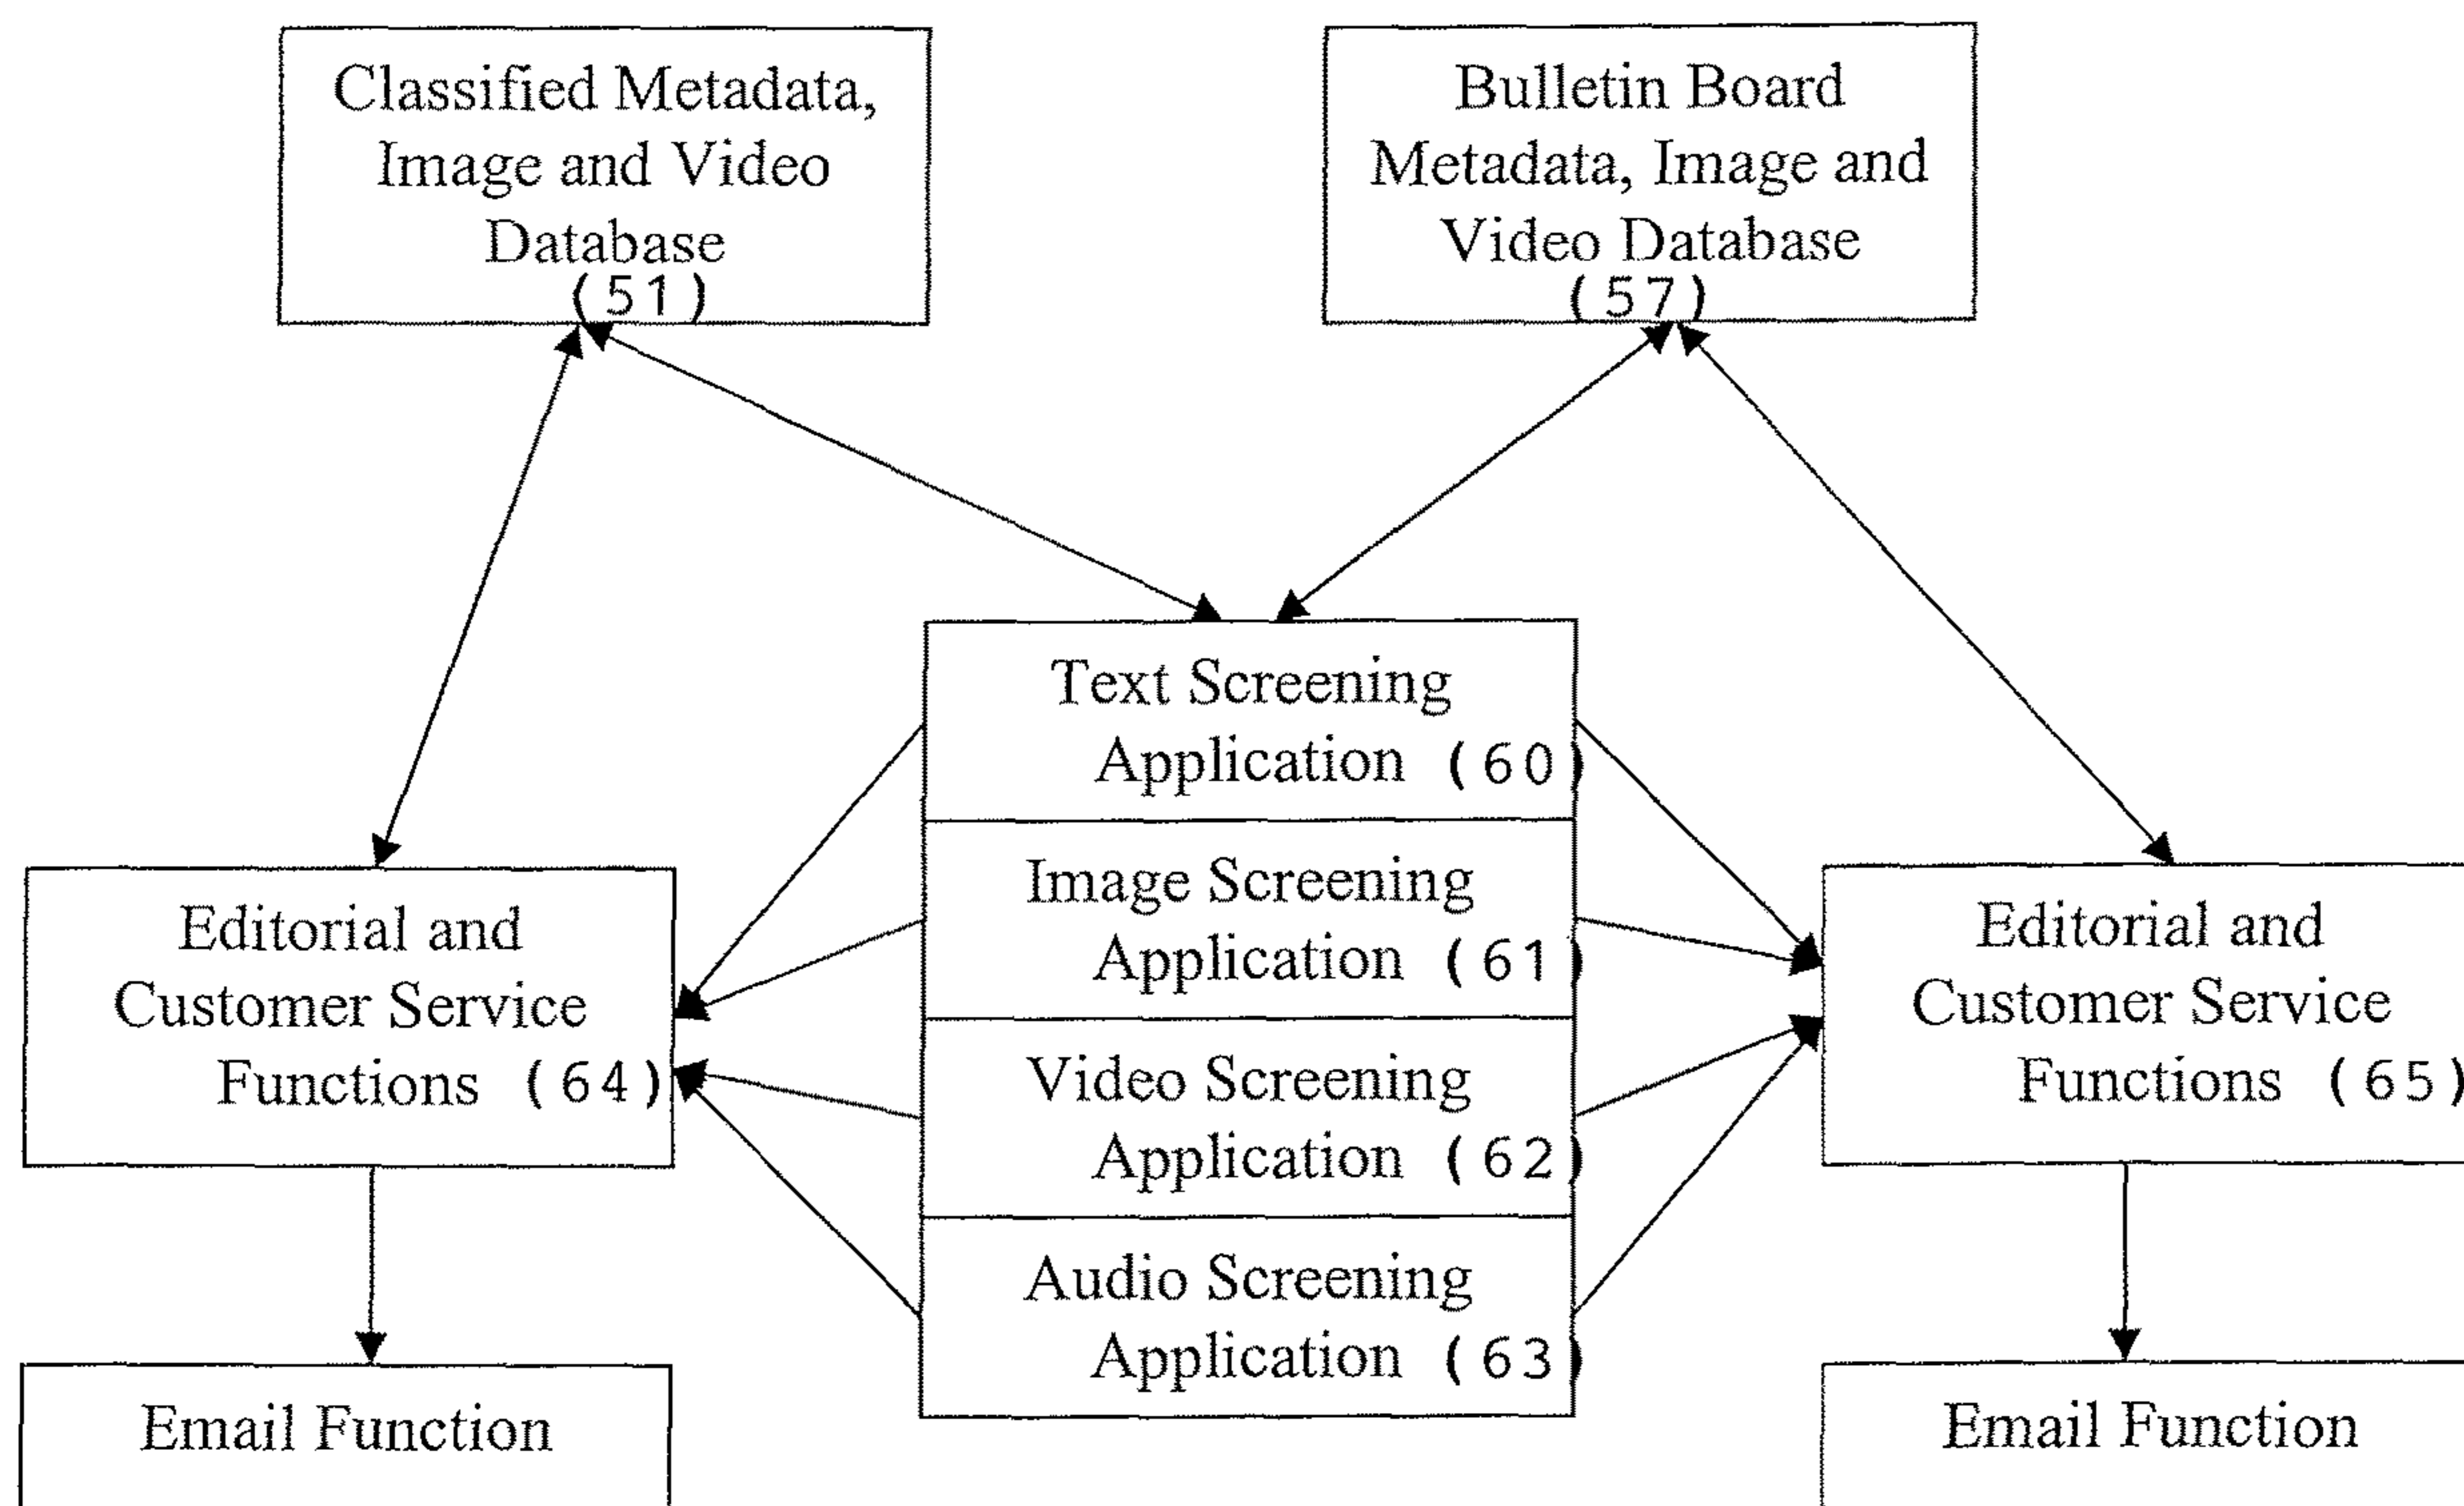 Classified Metadata,
Image and Video
Database
(51)
Bulletin Board
Metadata, Image and
Video Database
(57)
Text Screening
Application (60)
Image Screening
Application (61)
Video Screening
Application (62)
Audio Screening
Application (63)
Editorial and
Customer Service
Functions (64)
Editorial and
Customer Service
Functions (65)
Email Function
Email Function